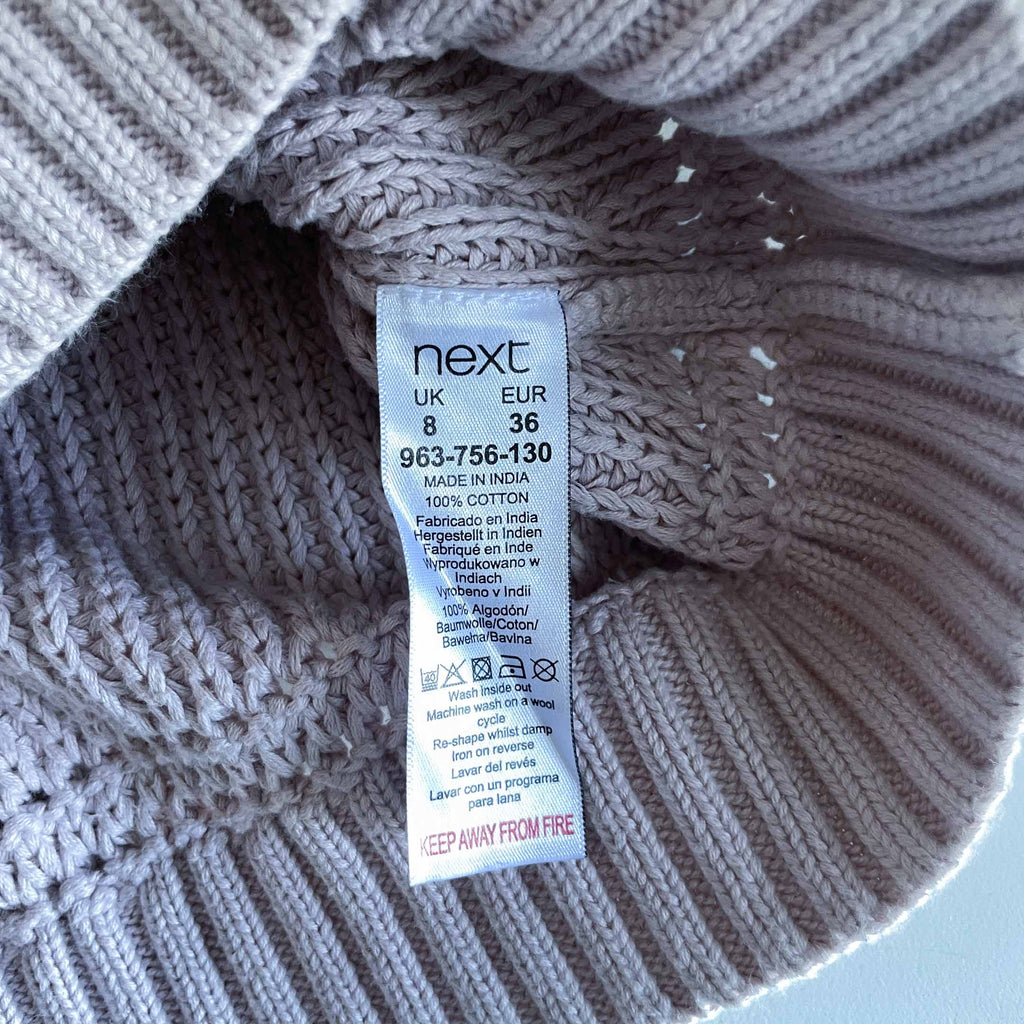 next
UK EUR
8 36
963-756-130
MADE IN INDIA
100% COTTON
Fabricado en India
Hergestellt in Indien
Fabriqué en Inde
Wyprodukowano w
Indiach
Vyrobeno v Indii
100% Algodón/
Baumwolle/Coton/
Bawełna/Bavlna
40
Wash inside out
Machine wash on a wool
cycle
Re-shape whilst damp
Iron on reverse
Lavar del revés
Lavar con un programa
para lana
KEEP AWAY FROM FIRE